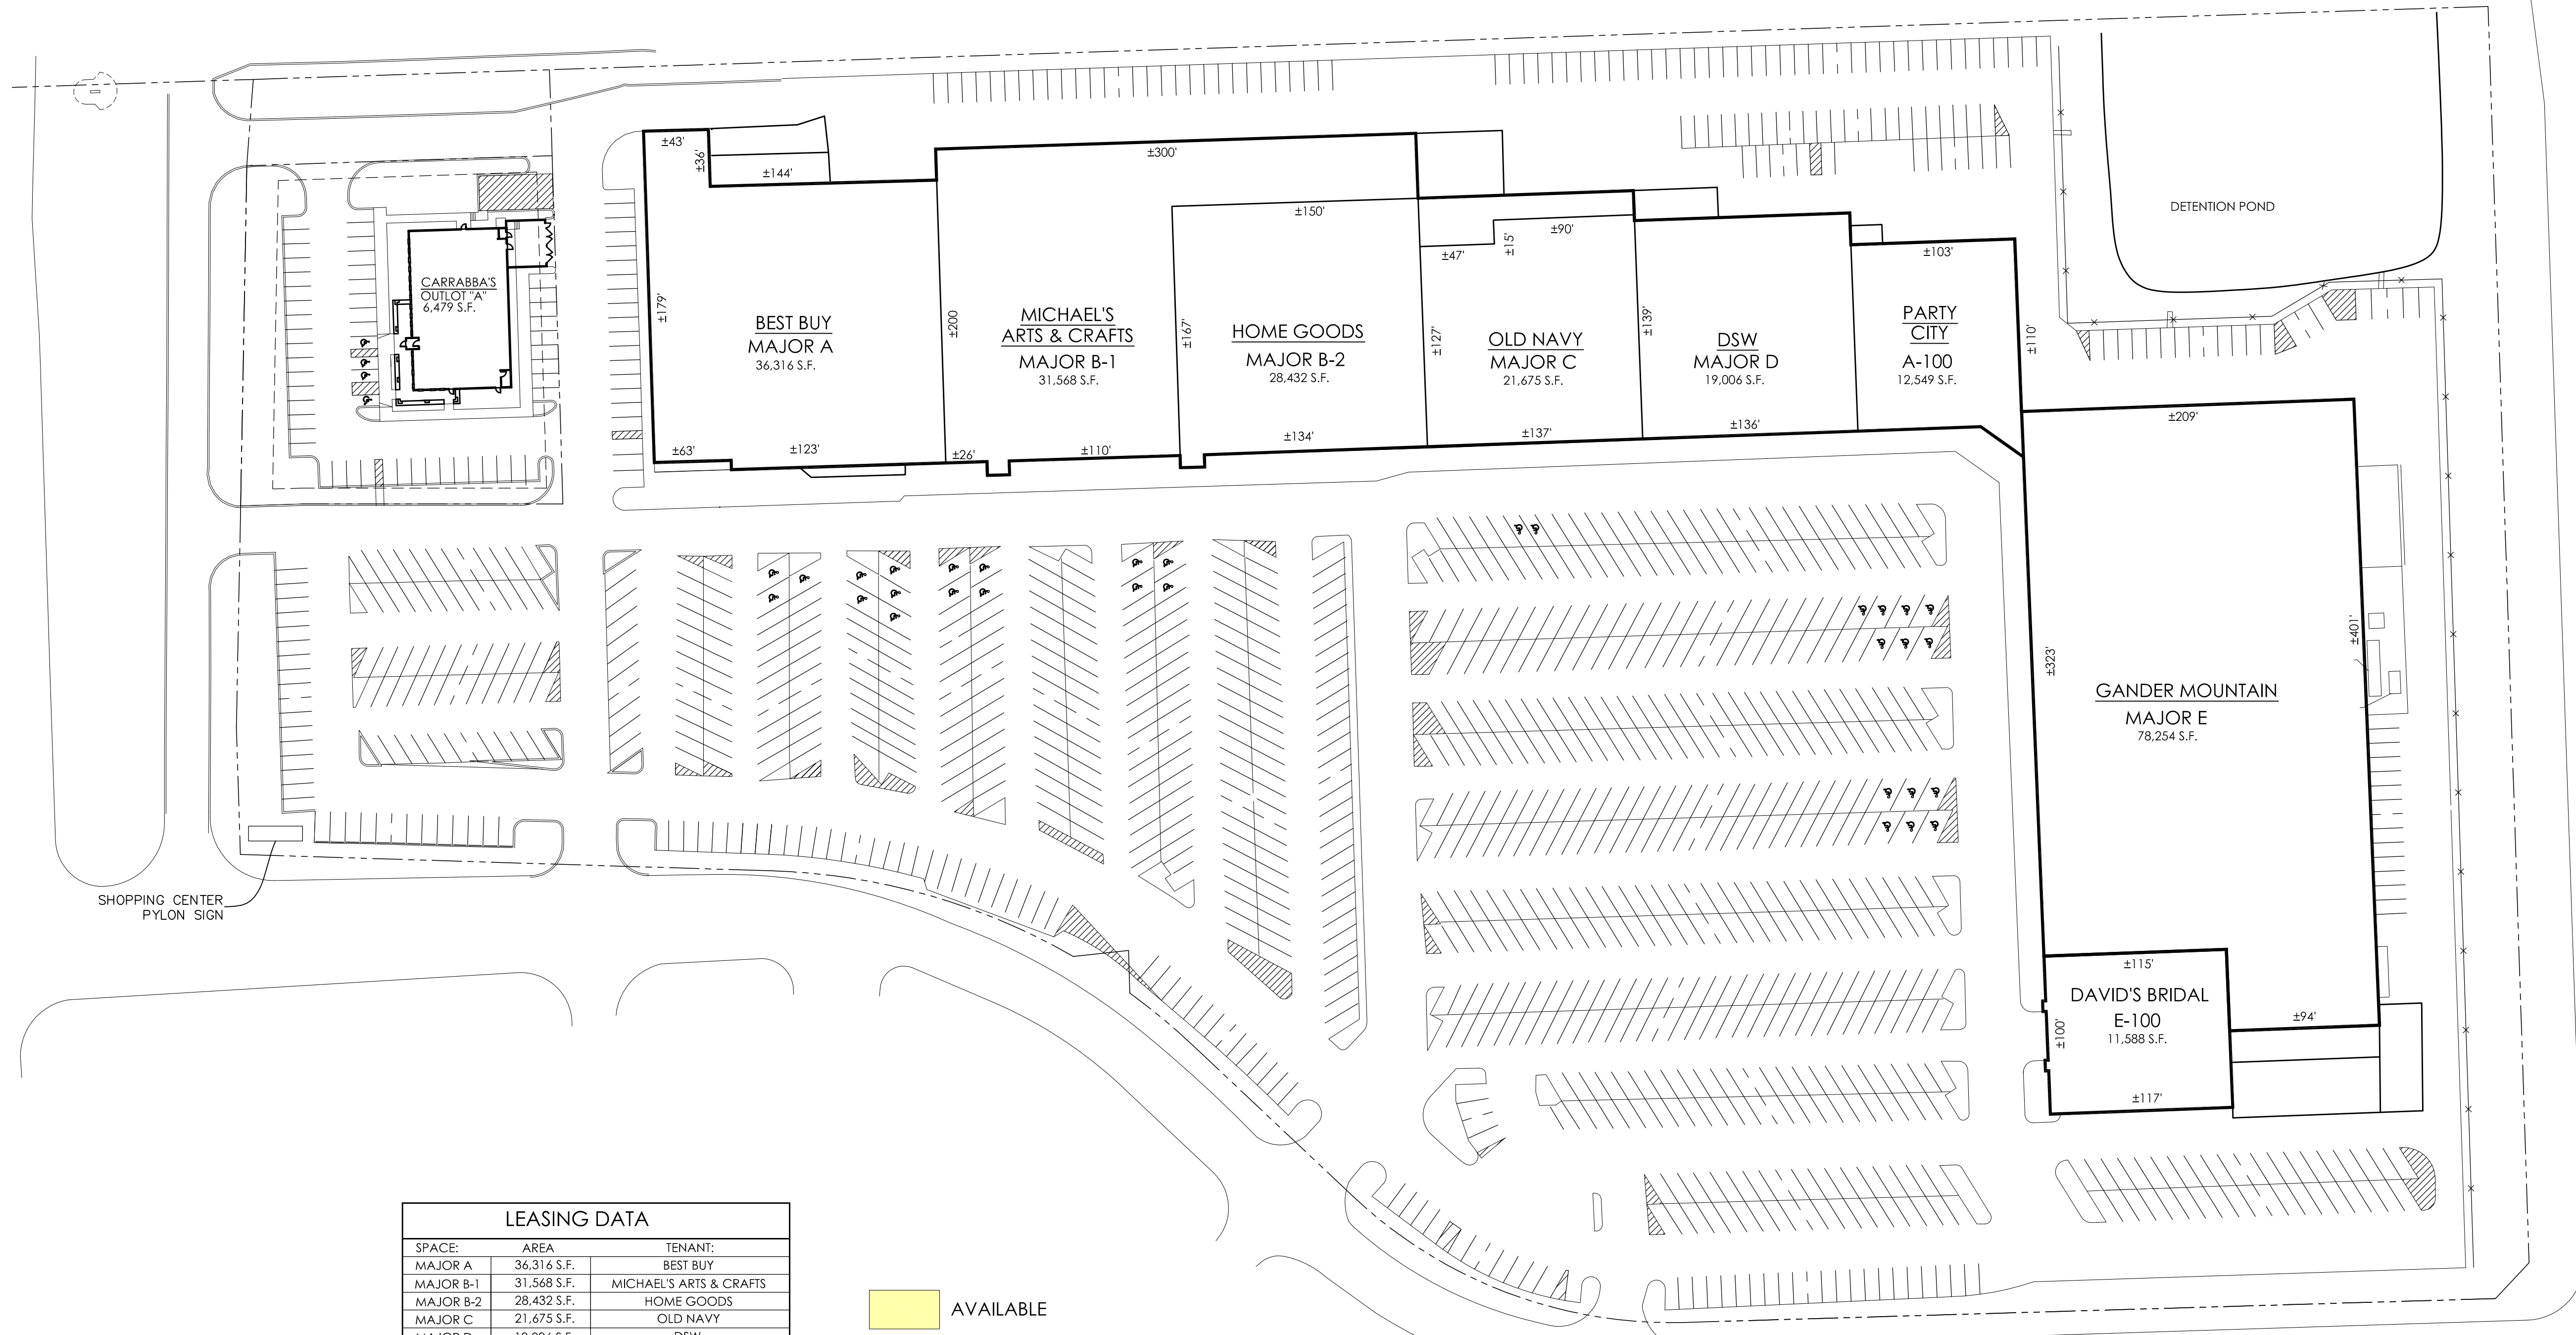 ±43'
±36'
±144'
±300'
±150'
±47'
±15'
±90'
±103'
DETENTION POND
CARRABBA'S
OUTLOT "A"
6,479 S.F.
±179'
BEST BUY
MAJOR A
36,316 S.F.
±200
MICHAEL'S
ARTS & CRAFTS
MAJOR B-1
31,568 S.F.
±167'
HOME GOODS
MAJOR B-2
28,432 S.F.
±127'
OLD NAVY
MAJOR C
21,675 S.F.
±139'
DSW
MAJOR D
19,006 S.F.
PARTY
CITY
A-100
12,549 S.F.
±110'
±63'
±123'
±26'
±110'
±134'
±137'
±136'
±209'
±323'
±401'
GANDER MOUNTAIN
MAJOR E
78,254 S.F.
±115'
DAVID'S BRIDAL
E-100
11,588 S.F.
±100'
±94'
±117'
SHOPPING CENTER
PYLON SIGN
LEASING DATA
SPACE: AREA TENANT:
MAJOR A 36,316 S.F. BEST BUY
MAJOR B-1 31,568 S.F. MICHAEL'S ARTS & CRAFTS
MAJOR B-2 28,432 S.F. HOME GOODS
MAJOR C 21,675 S.F. OLD NAVY
MAJOR D 19,006 S.F. DSW
AVAILABLE